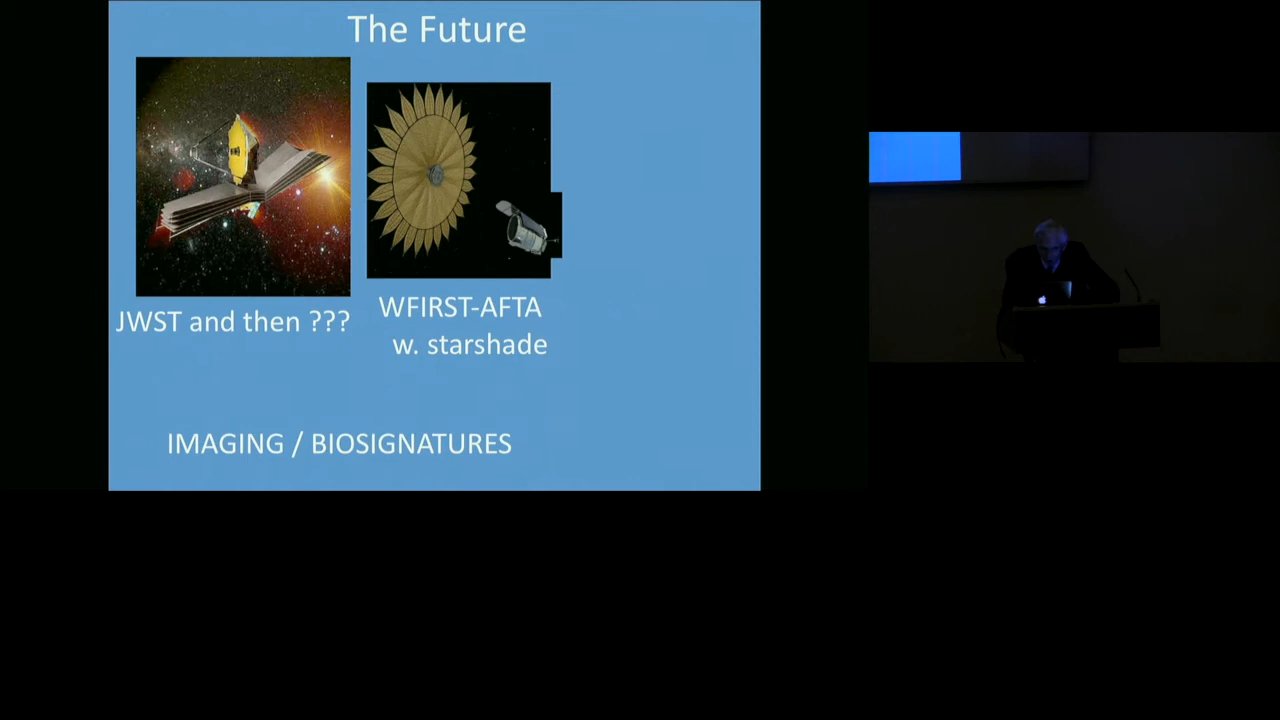 The Future
JWST and then ???
WFIRST-AFTA
w. starshade
IMAGING / BIOSIGNATURES